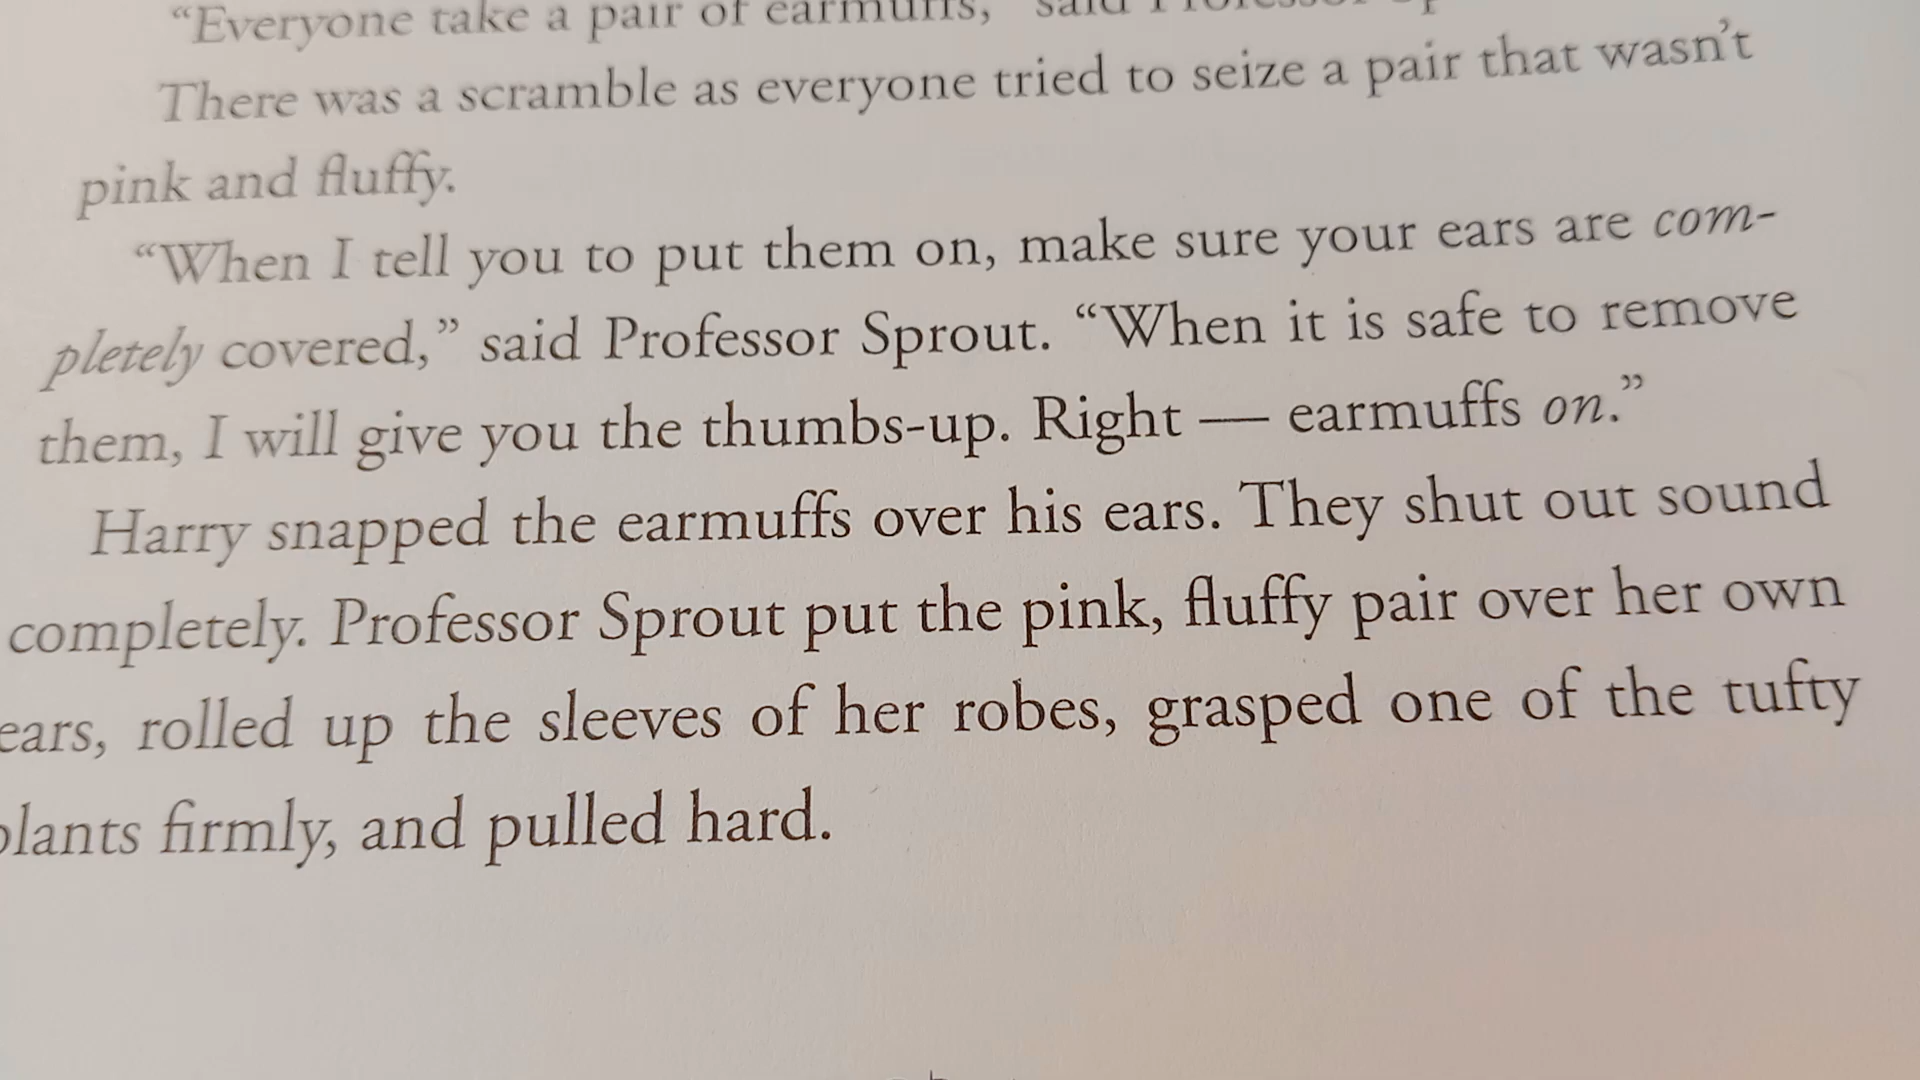 “Everyone take a pair of earmuffs,” said Professor
There was a scramble as everyone tried to seize a pair that wasn’t
pink and fluffy.
“When I tell you to put them on, make sure your ears are com-
pletely covered,” said Professor Sprout. “When it is safe to remove
them, I will give you the thumbs-up. Right — earmuffs on.”
Harry snapped the earmuffs over his ears. They shut out sound
completely. Professor Sprout put the pink, fluffy pair over her own
ears, rolled up the sleeves of her robes, grasped one of the tufty
plants firmly, and pulled hard.